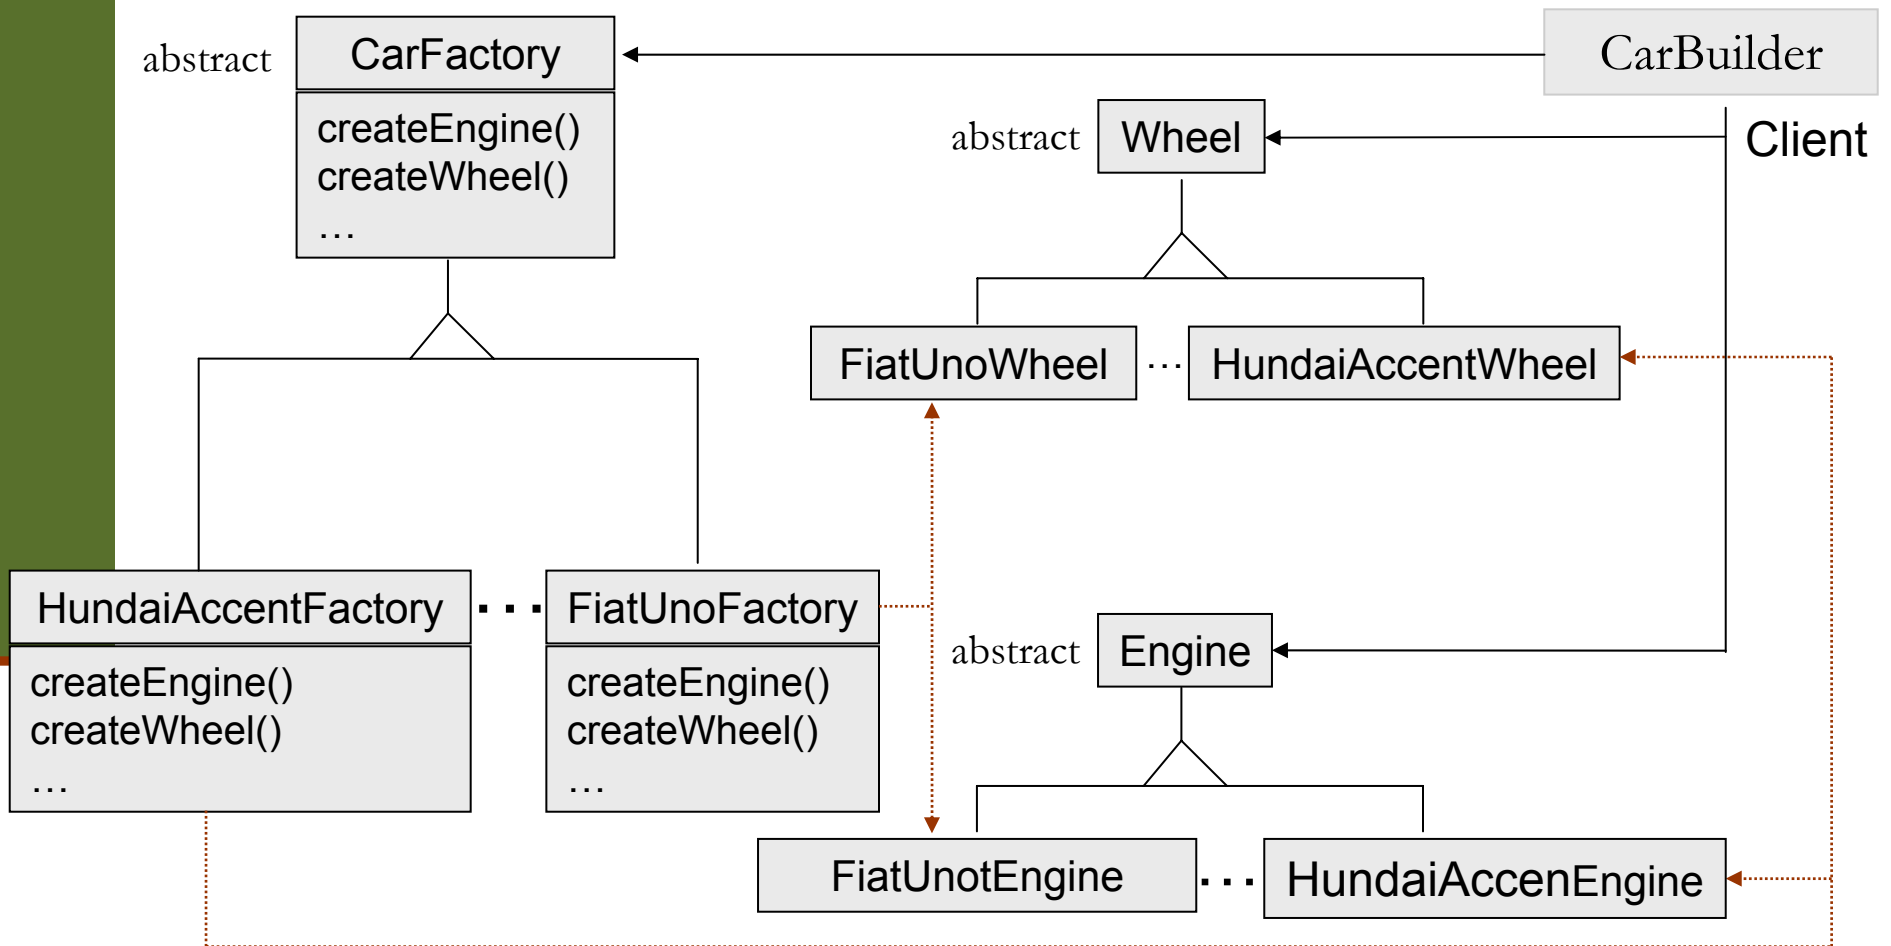 abstract
CarFactory
createEngine()
createWheel()
...
CarBuilder
Client
abstract
Wheel
FiatUnoWheel
...
HundaiAccentWheel
HundaiAccentFactory
createEngine()
createWheel()
...
...
FiatUnoFactory
createEngine()
createWheel()
...
abstract
Engine
FiatUnotEngine
...
HundaiAccenEngine